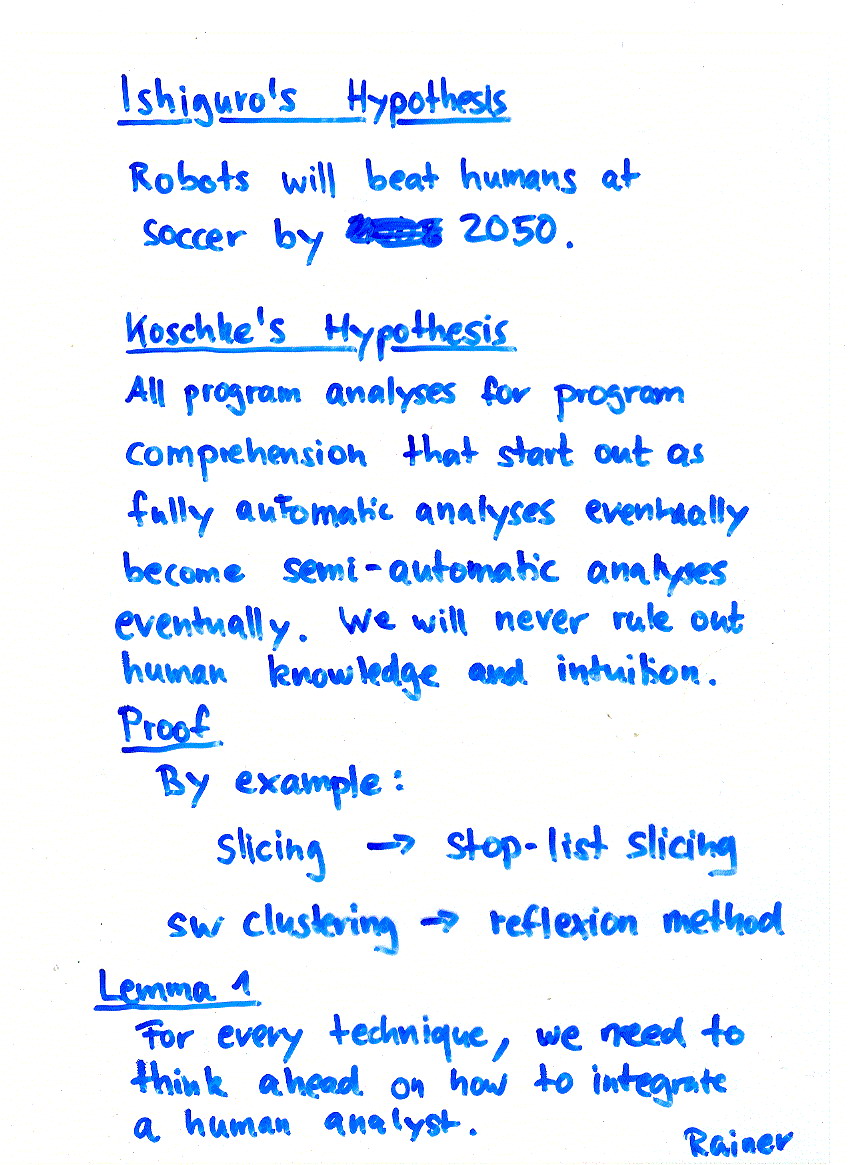 Ishiguro's Hypothesis
Robots will beat humans at
soccer by 2050.
Koschke's Hypothesis
All program analyses for program
comprehension that start out as
fully automatic analyses eventually
become semi-automatic analyses
eventually. We will never rule out
human knowledge and intuition.
Proof
By example:
slicing → stop-list slicing
sw clustering → reflexion method
Lemma 1
For every technique, we need to
think ahead on how to integrate
a human analyst.
Rainer